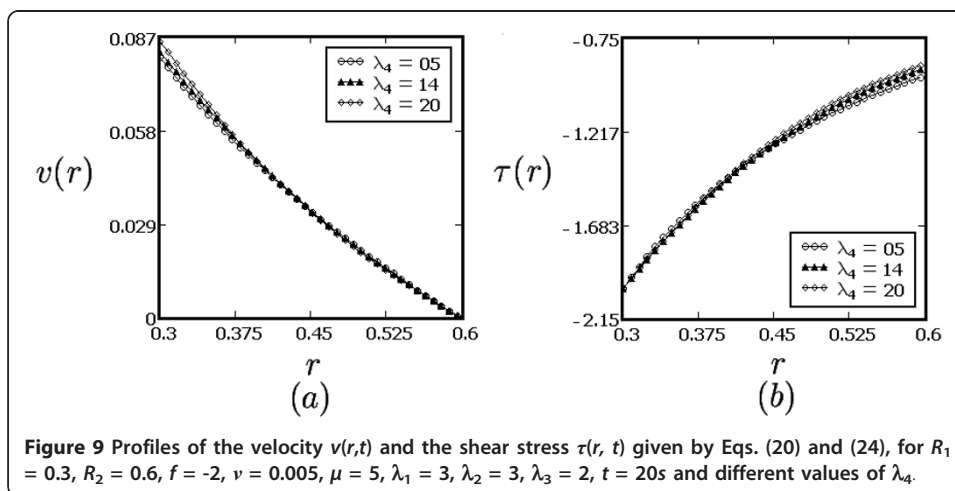 0.087
0.058
0.029
0
v(r)
λ₄ = 05
λ₄ = 14
λ₄ = 20
0.3 0.375 0.45 0.525 0.6
r
(a)
-0.75
-1.217
-1.683
-2.15
τ(r)
λ₄ = 05
λ₄ = 14
λ₄ = 20
0.3 0.375 0.45 0.525 0.6
r
(b)
Figure 9 Profiles of the velocity v(r,t) and the shear stress τ(r, t) given by Eqs. (20) and (24), for R₁
= 0.3, R₂ = 0.6, f = -2, ν = 0.005, μ = 5, λ₁ = 3, λ₂ = 3, λ₃ = 2, t = 20s and different values of λ₄.